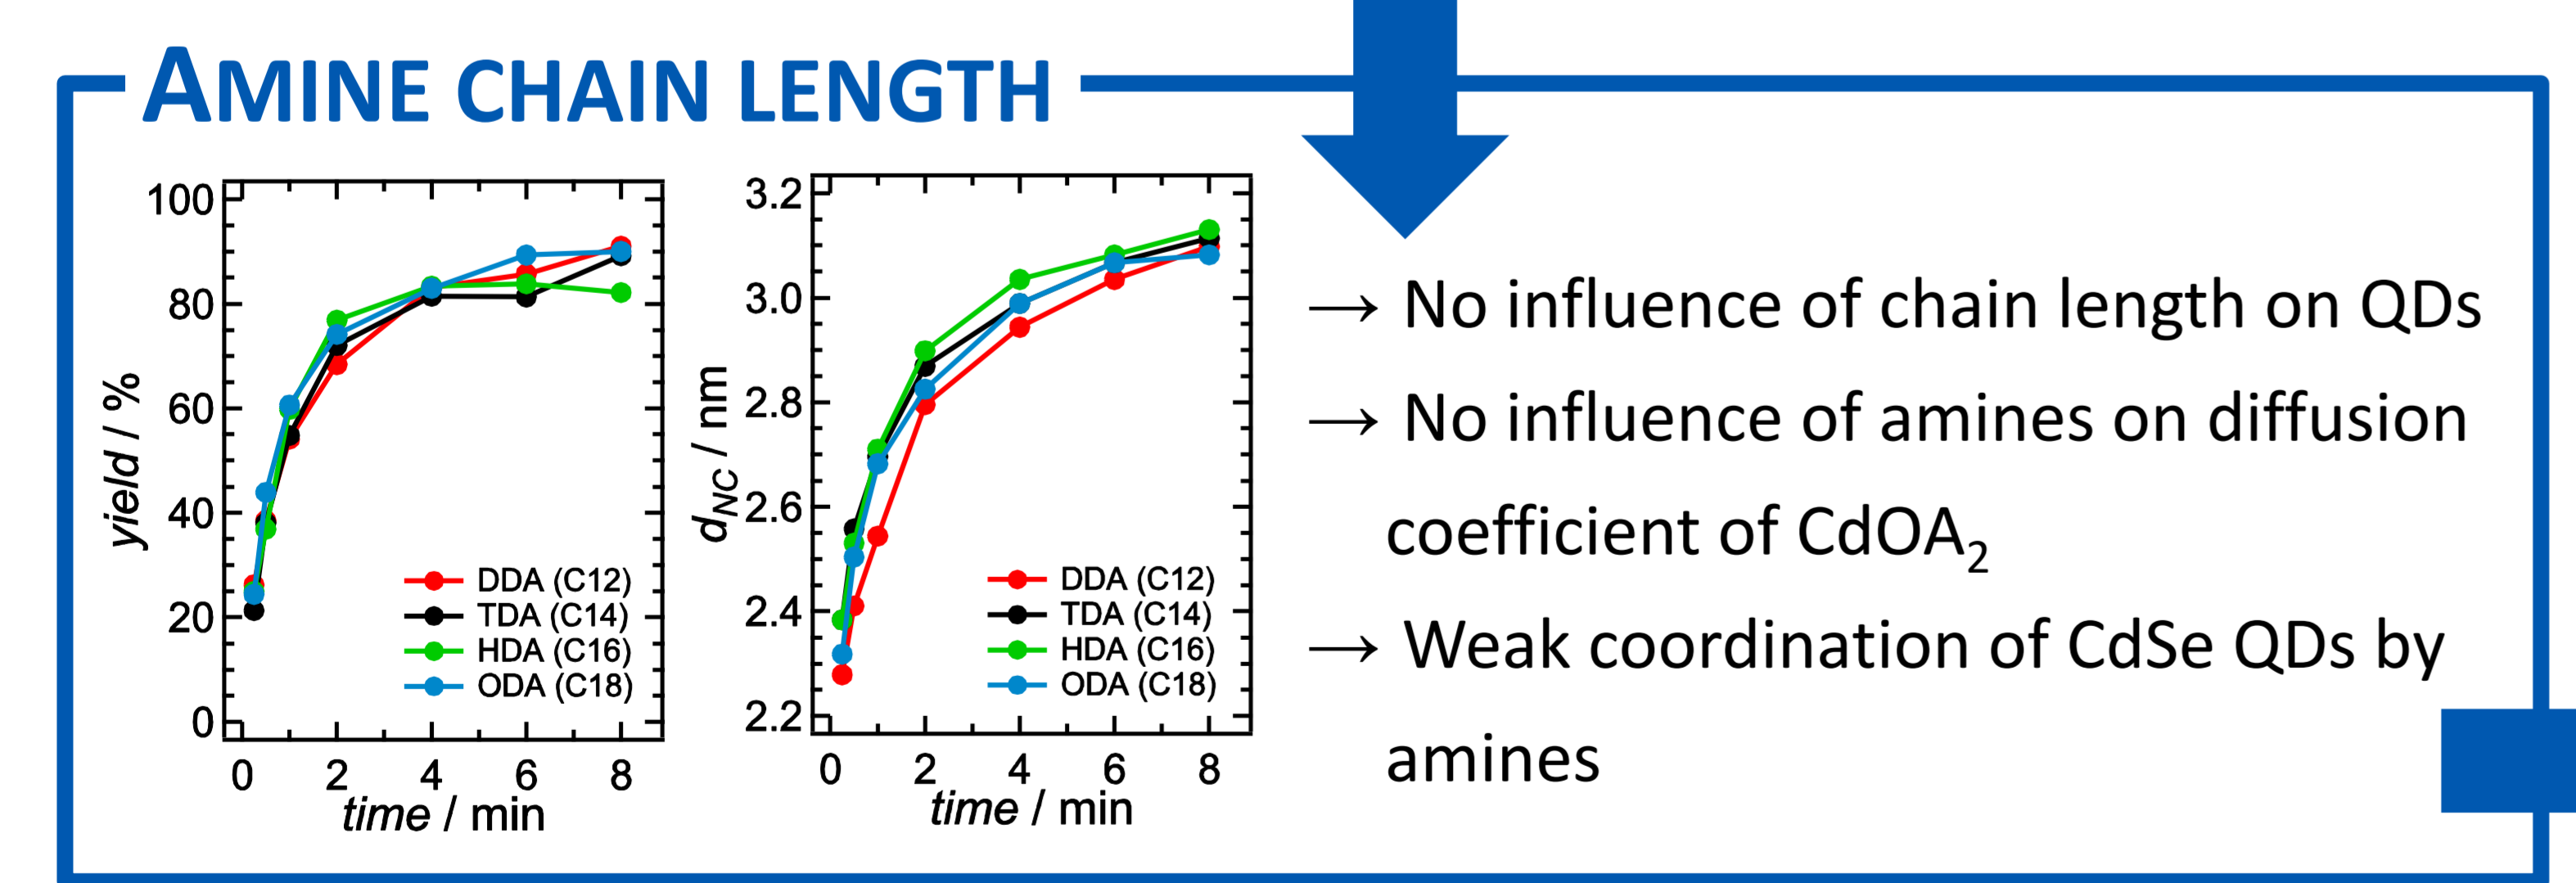 AMINE CHAIN LENGTH
100
80
60
40
20
0
yield / %
0 2 4 6 8
time / min
DDA (C12)
TDA (C14)
HDA (C16)
ODA (C18)
3.2
3.0
2.8
2.6
2.4
2.2
dNC / nm
0 2 4 6 8
time / min
DDA (C12)
TDA (C14)
HDA (C16)
ODA (C18)
→ No influence of chain length on QDs
→ No influence of amines on diffusion
coefficient of CdOA₂
→ Weak coordination of CdSe QDs by
amines